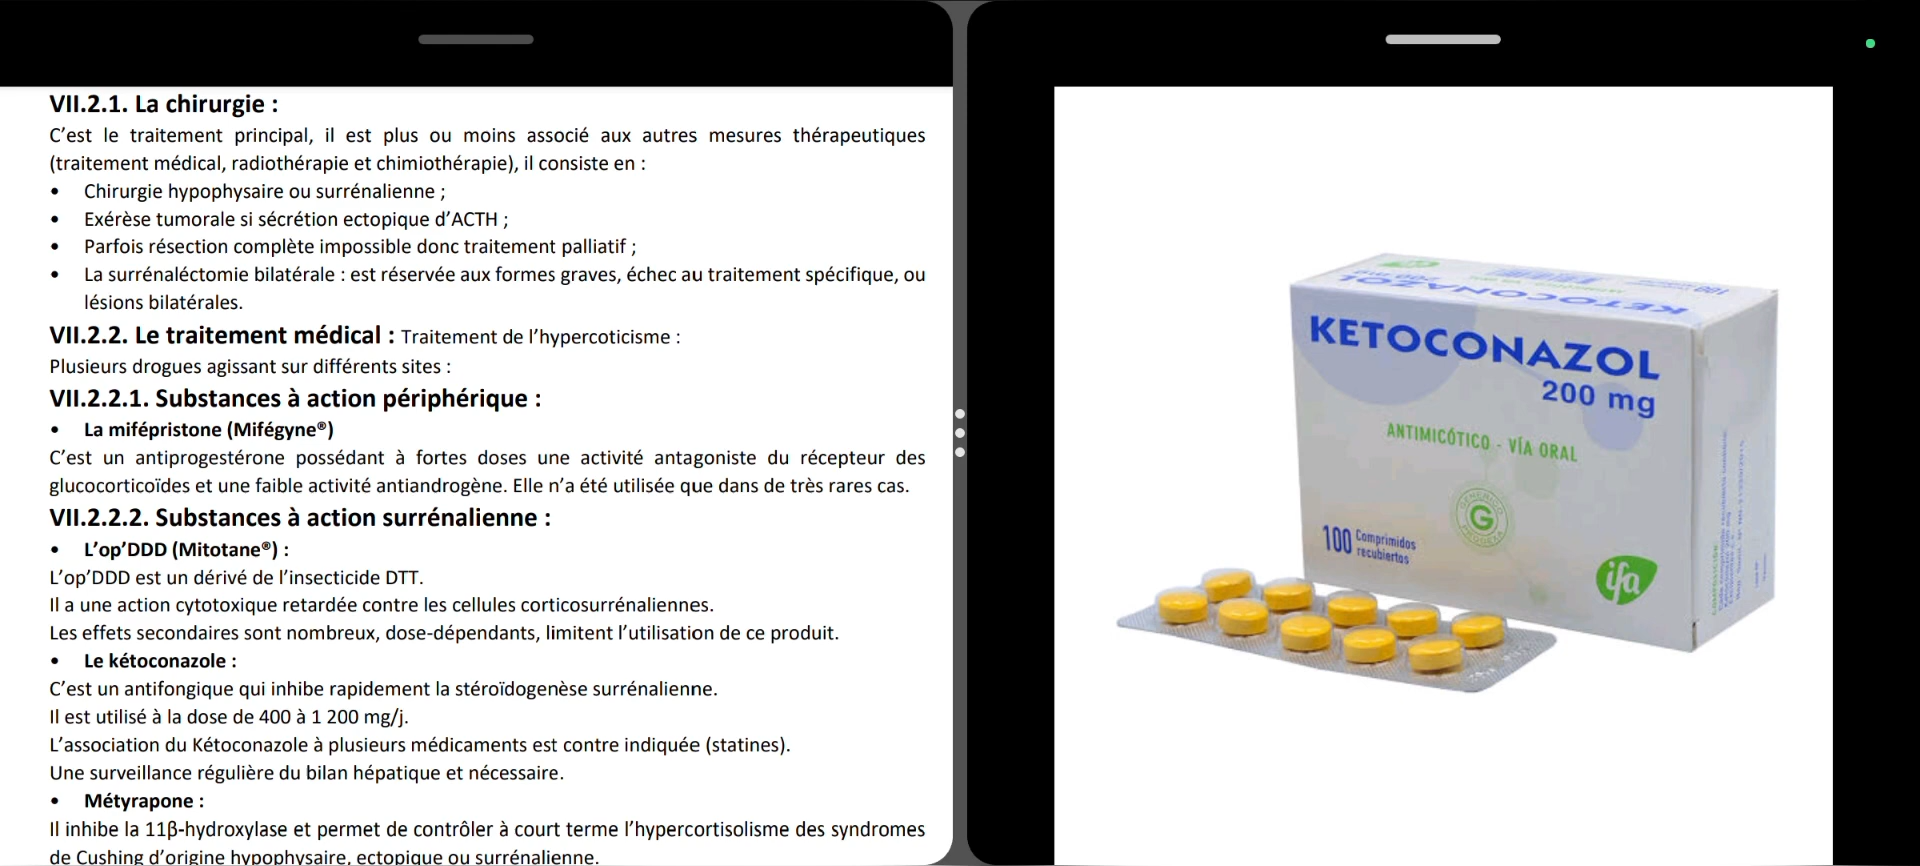 VII.2.1. La chirurgie :
C’est le traitement principal, il est plus ou moins associé aux autres mesures thérapeutiques
(traitement médical, radiothérapie et chimiothérapie), il consiste en :
• Chirurgie hypophysaire ou surrénalienne ;
• Exérèse tumorale si sécrétion ectopique d’ACTH ;
• Parfois résection complète impossible donc traitement palliatif ;
• La surrénaléctomie bilatérale : est réservée aux formes graves, échec au traitement spécifique, ou
lésions bilatérales.
VII.2.2. Le traitement médical : Traitement de l’hypercoticisme :
Plusieurs drogues agissant sur différents sites :
VII.2.2.1. Substances à action périphérique :
• La mifépristone (Mifégyne®)
C’est un antiprogestérone possédant à fortes doses une activité antagoniste du récepteur des
glucocorticoïdes et une faible activité antiandrogène. Elle n’a été utilisée que dans de très rares cas.
VII.2.2.2. Substances à action surrénalienne :
• L’op’DDD (Mitotane®) :
L’op’DDD est un dérivé de l’insecticide DTT.
Il a une action cytotoxique retardée contre les cellules corticosurrénaliennes.
Les effets secondaires sont nombreux, dose-dépendants, limitent l’utilisation de ce produit.
• Le kétoconazole :
C’est un antifongique qui inhibe rapidement la stéroïdogenèse surrénalienne.
Il est utilisé à la dose de 400 à 1 200 mg/j.
L’association du Kétoconazole à plusieurs médicaments est contre indiquée (statines).
Une surveillance régulière du bilan hépatique et nécessaire.
• Métyrapone :
Il inhibe la 11β-hydroxylase et permet de contrôler à court terme l’hypercortisolisme des syndromes
de Cushing d’origine hypophysaire, ectopique ou surrénalienne.
KETOCONAZOL
200 mg
KETOCONAZOL
200 mg
ANTIMICÓTICO - VÍA ORAL
G
100 Comprimidos
recubiertos
ifa